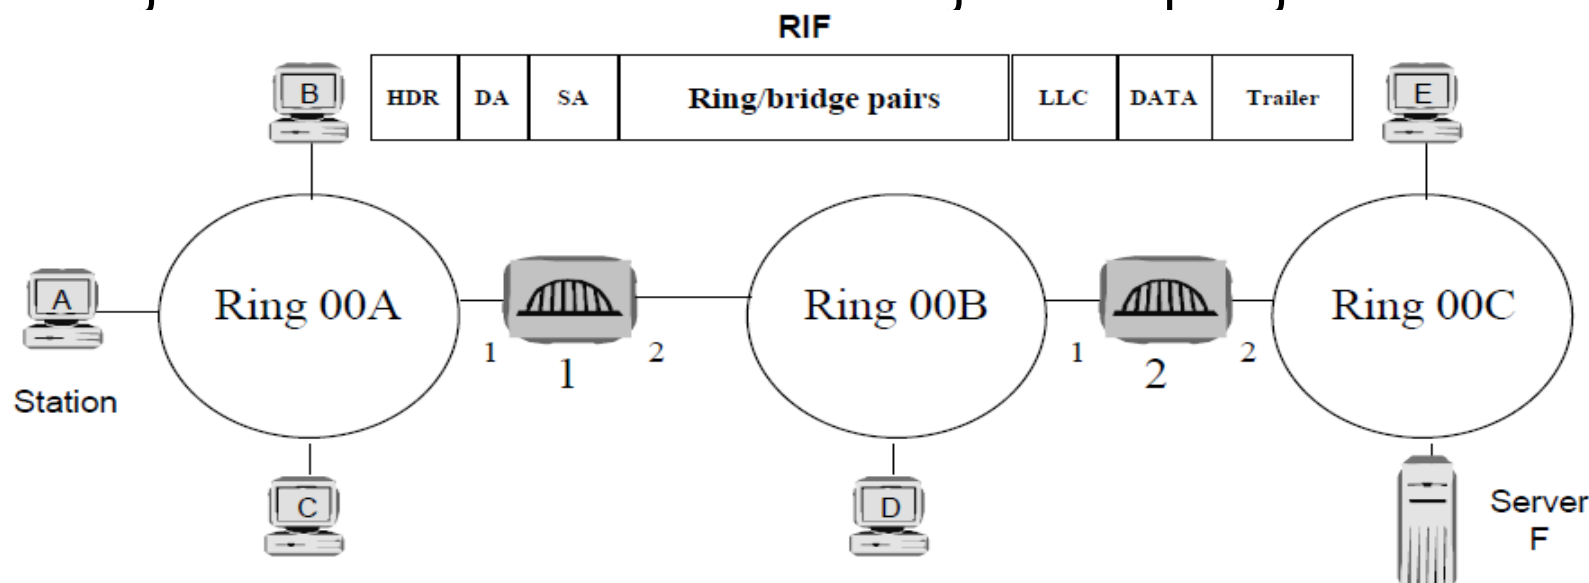 RIF
HDR DA SA Ring/bridge pairs LLC DATA Trailer
B
E
A
Ring 00A
Ring 00B
Ring 00C
1 2 1 2
1 2
Station
C
D
Server
F